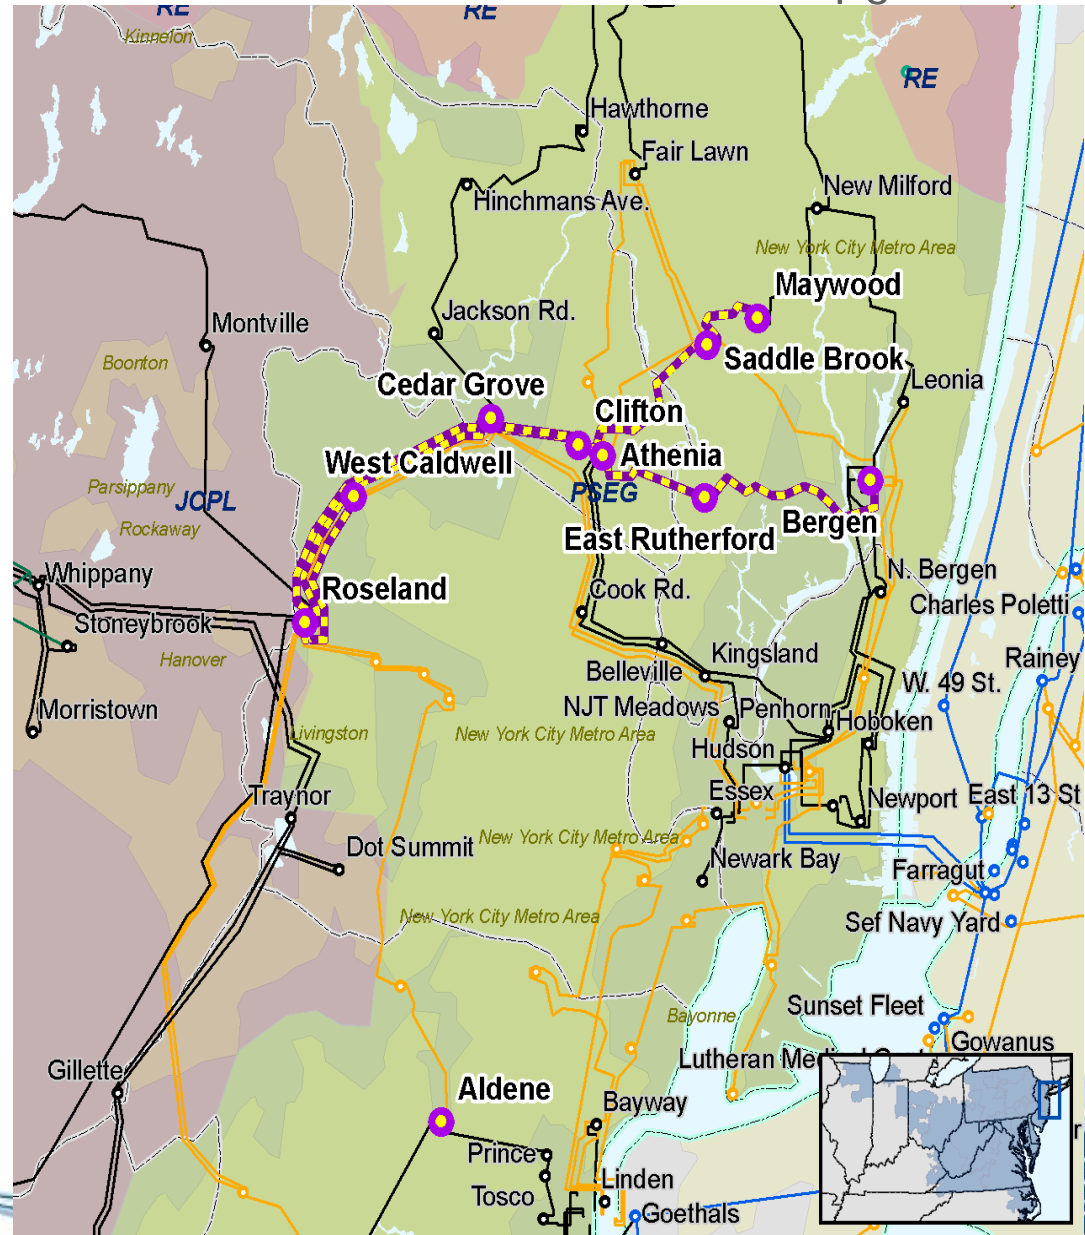 RE
RE
Kinnelon
RE
Hawthorne
Fair Lawn
Hinchmans Ave.
New Milford
New York City Metro Area
Maywood
Montville
Jackson Rd.
Saddle Brook
Boonton
Cedar Grove
Leonia
Clifton
Athenia
West Caldwell
Parsippany
JCPL
PSEG
Rockaway
East Rutherford
Bergen
Whippany
Roseland
N. Bergen
Cook Rd.
Charles Poletti
Stoneybrook
Hanover
Belleville
Kingsland
Rainey
W. 49 St.
Morristown
NJT Meadows
Penhorn
Hoboken
Livingston
New York City Metro Area
Hudson
Traynor
Essex
Newport
East 13 St
New York City Metro Area
Dot Summit
Newark Bay
Farragut
New York City Metro Area
Sef Navy Yard
Sunset Fleet
Bayonne
Gowanus
Lutheran Medical
Gillette
Aldene
Bayway
Prince
Tosco
Linden
Goethals